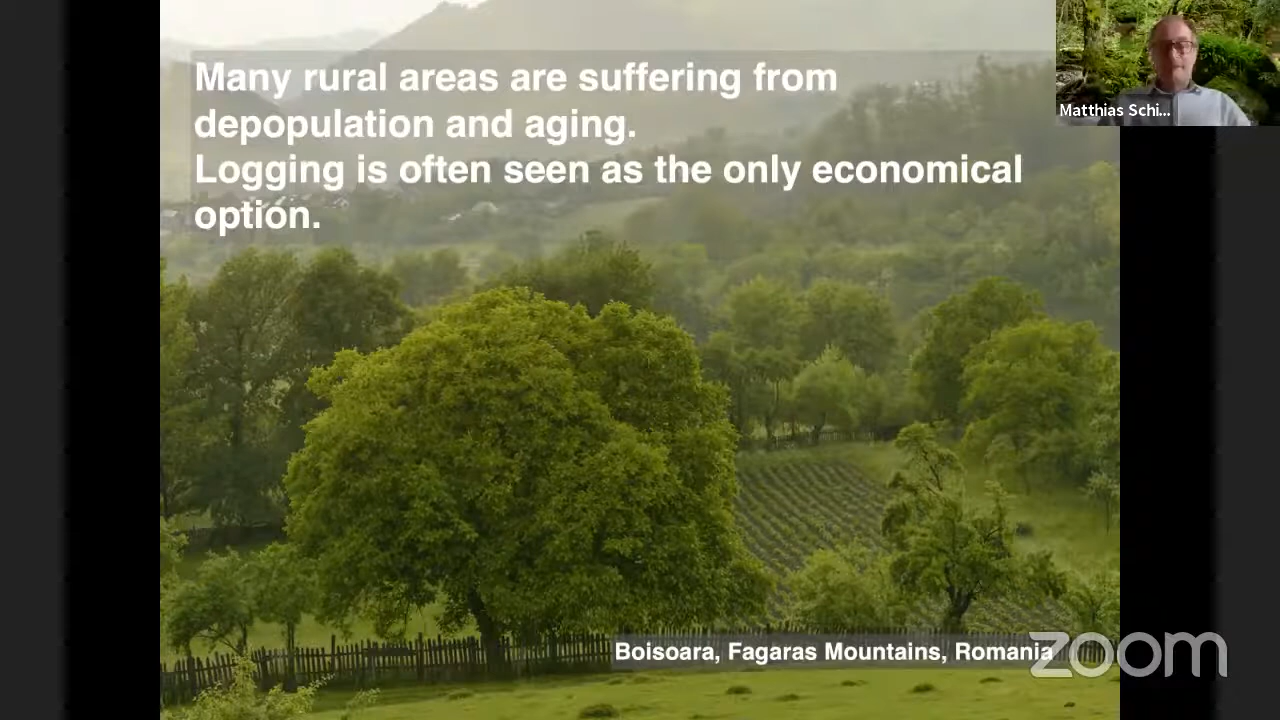 Many rural areas are suffering from
depopulation and aging.
Logging is often seen as the only economical
option.
Matthias Schi...
Boisoara, Fagaras Mountains, Romania
zoom